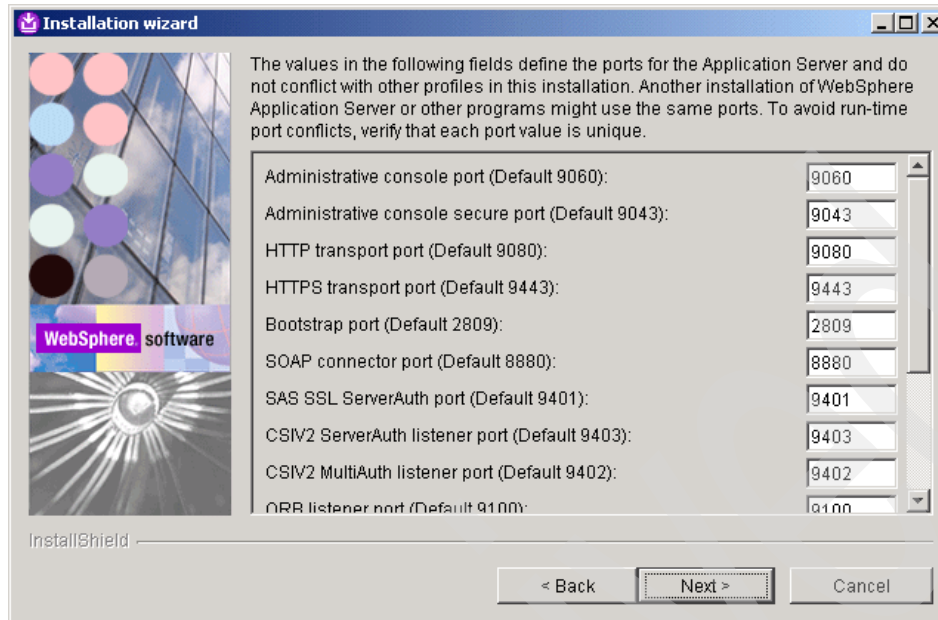 Installation wizard
The values in the following fields define the ports for the Application Server and do
not conflict with other profiles in this installation. Another installation of WebSphere
Application Server or other programs might use the same ports. To avoid run-time
port conflicts, verify that each port value is unique.
Administrative console port (Default 9060): 9060
Administrative console secure port (Default 9043): 9043
HTTP transport port (Default 9080): 9080
HTTPS transport port (Default 9443): 9443
Bootstrap port (Default 2809): 2809
SOAP connector port (Default 8880): 8880
SAS SSL ServerAuth port (Default 9401): 9401
CSIV2 ServerAuth listener port (Default 9403): 9403
CSIV2 MultiAuth listener port (Default 9402): 9402
ORB listener port (Default 9100): 9100
WebSphere. software
InstallShield
< Back
Next >
Cancel